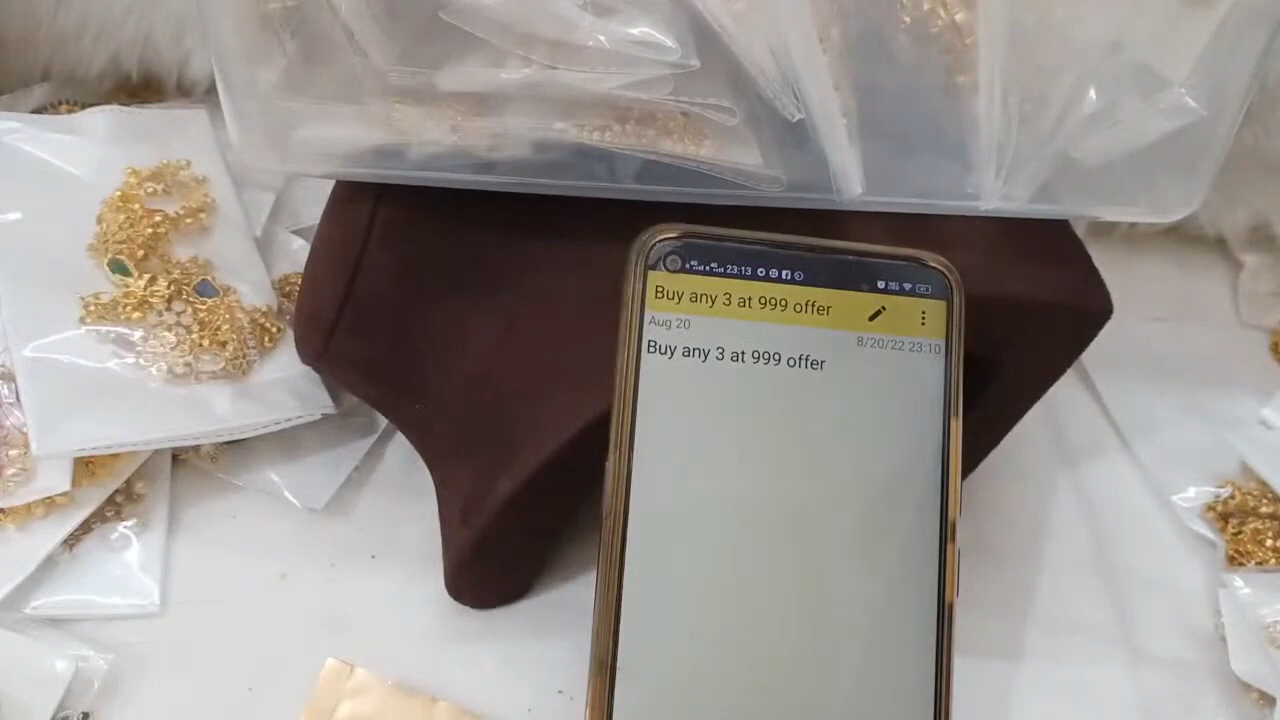 23:13
Buy any 3 at 999 offer
Aug 20
8/20/22 23:10
Buy any 3 at 999 offer